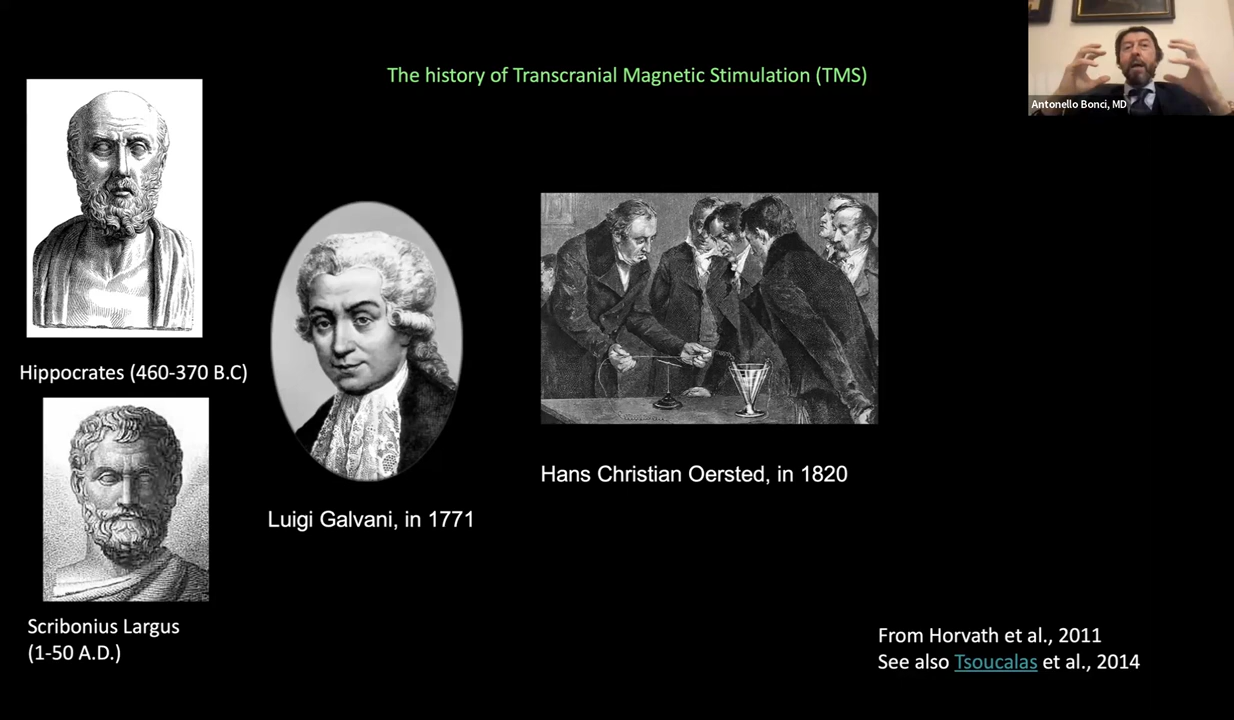 The history of Transcranial Magnetic Stimulation (TMS)
Antonello Bonci, MD
Hippocrates (460-370 B.C)
Hans Christian Oersted, in 1820
Luigi Galvani, in 1771
Scribonius Largus
(1-50 A.D.)
From Horvath et al., 2011
See also Tsoucalas et al., 2014